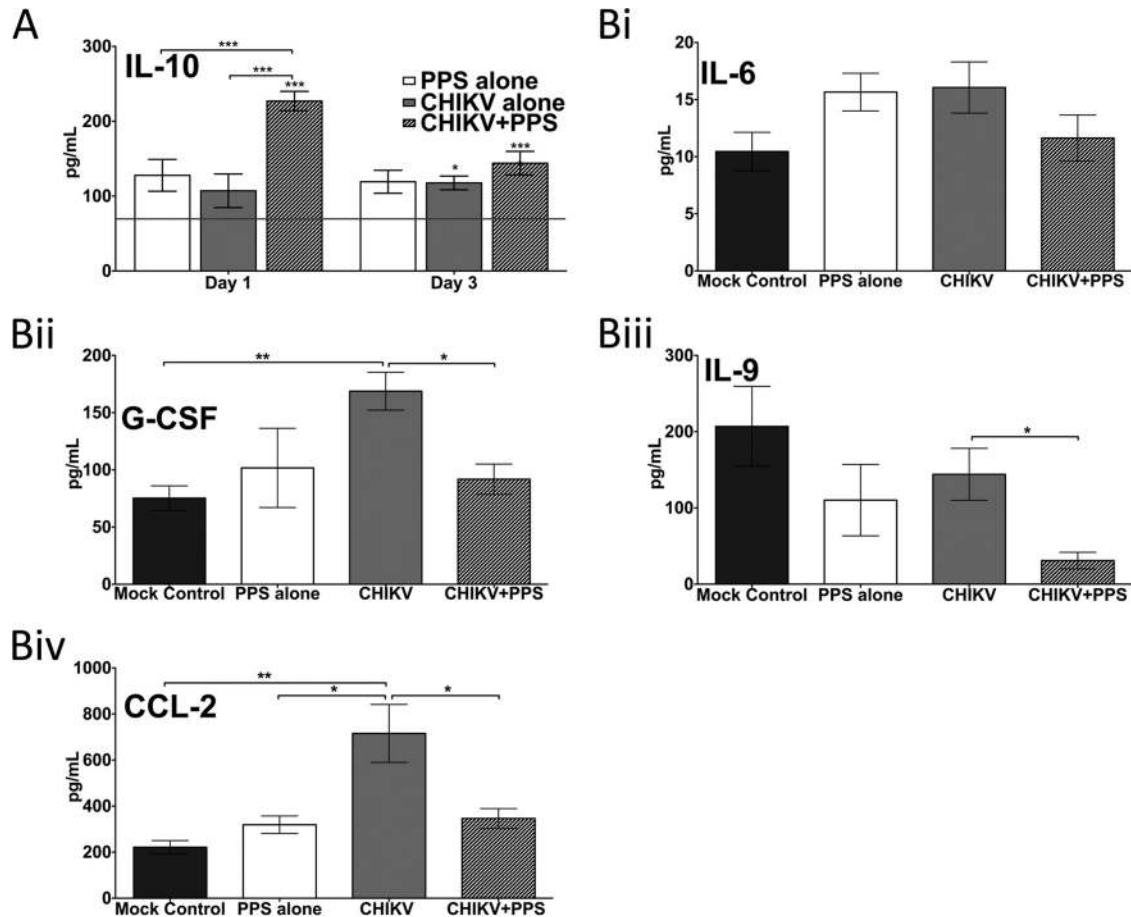 A
IL-10
pg/mL
300
200
100
0
***
***
***
*
***
PPS alone
CHIKV alone
CHIKV+PPS
Day 1
Day 3
Bi
IL-6
pg/mL
20
15
10
5
0
Mock Control
PPS alone
CHIKV
CHIKV+PPS
Bii
G-CSF
pg/mL
200
150
100
50
0
**
*
Mock Control
PPS alone
CHIKV
CHIKV+PPS
Biii
IL-9
pg/mL
300
200
100
0
*
Mock Control
PPS alone
CHIKV
CHIKV+PPS
Biv
CCL-2
pg/mL
1000
800
600
400
200
0
**
*
*
Mock Control
PPS alone
CHIKV
CHIKV+PPS